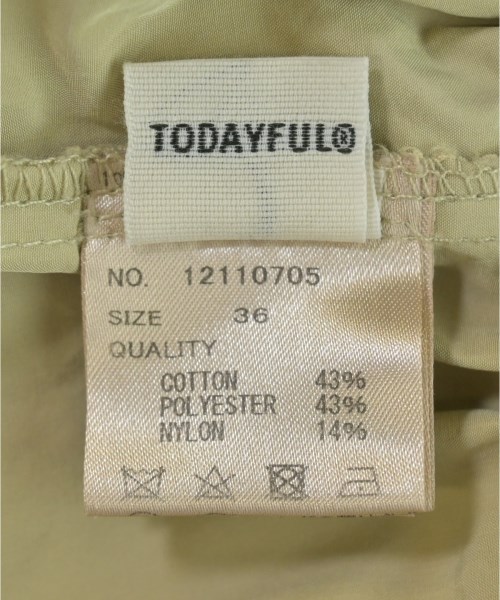 TODAYFUL®
NO. 12110705
SIZE 36
QUALITY
COTTON 43%
POLYESTER 43%
NYLON 14%